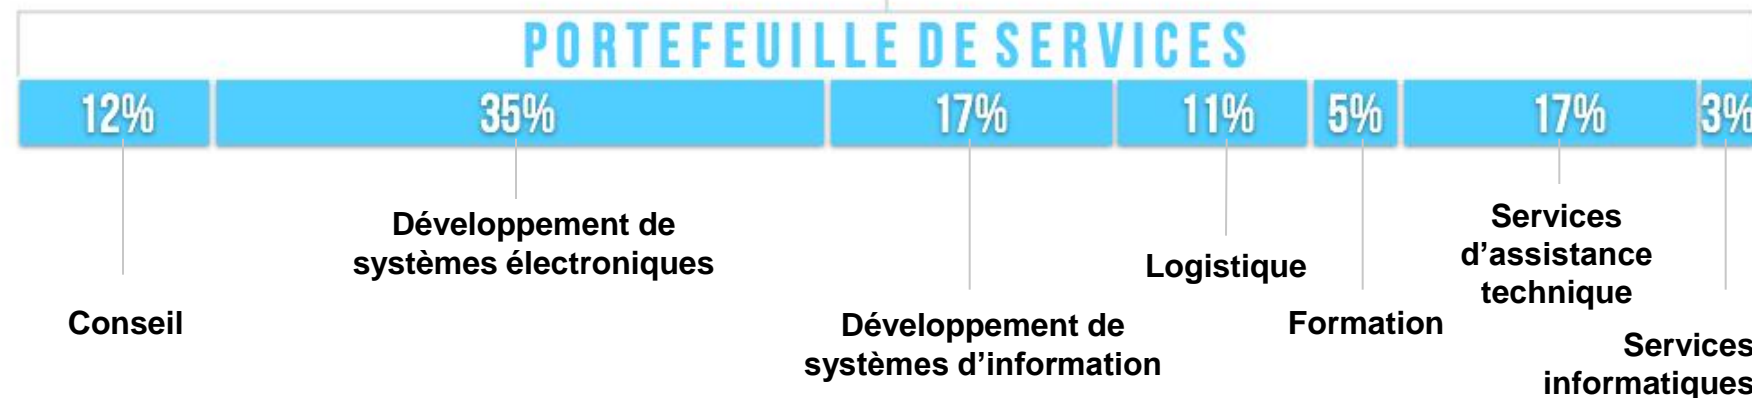 PORTEFEUILLE DE SERVICES
12% 35% 17% 11% 5% 17% 3%
Conseil
Développement de
systèmes électroniques
Développement de
systèmes d’information
Logistique
Formation
Services
d’assistance
technique
Services
informatiques